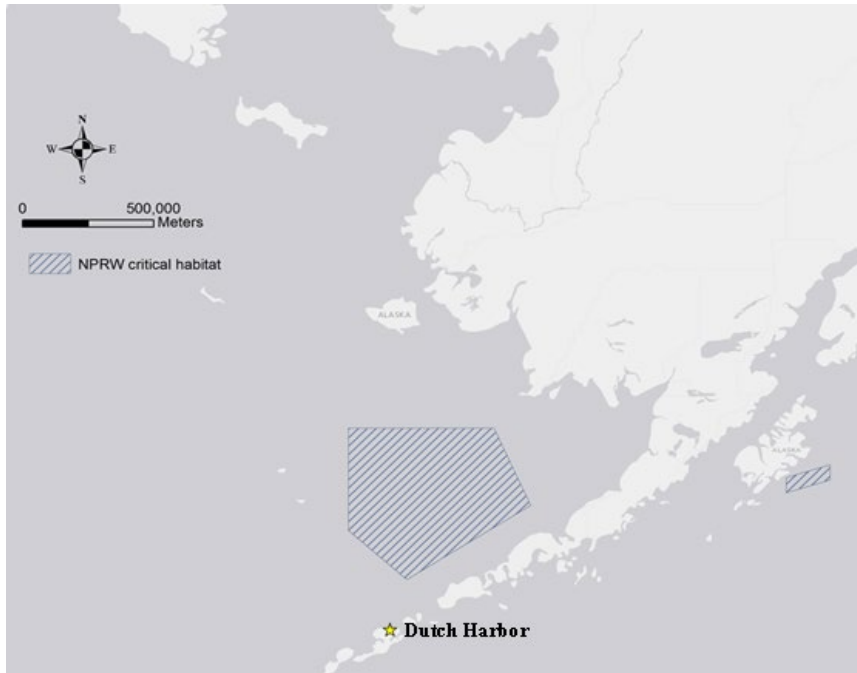 N
W E
S
0 500,000
Meters
NPRW critical habitat
ALASKA
ALASKA
Dutch Harbor